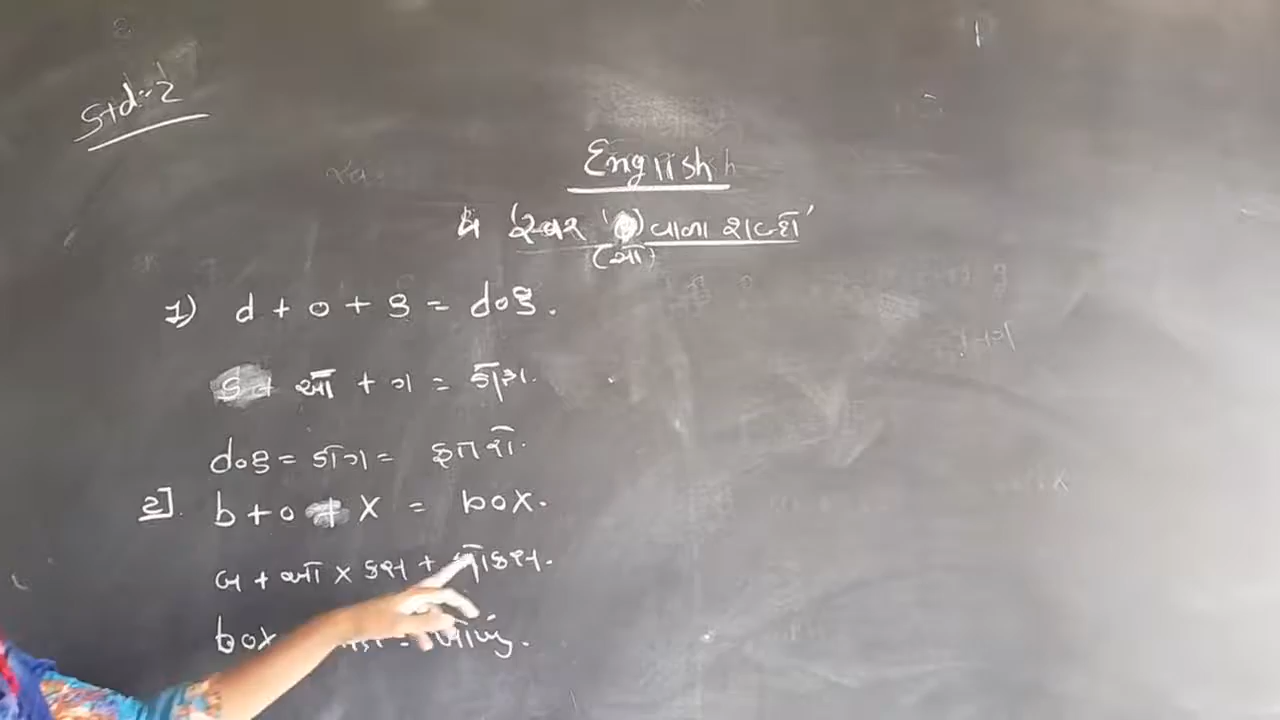 Std:-2
English
સ્વર 'o' વાળા શબ્દો
(ઑ)
1) d + o + g = dog.
ડ + ઑ + ગ = ડૉગ.
dog = ડૉગ = કૂતરો.
2]. b + o + x = box.
બ + ઑ x ક્સ + બૉક્સ.
box